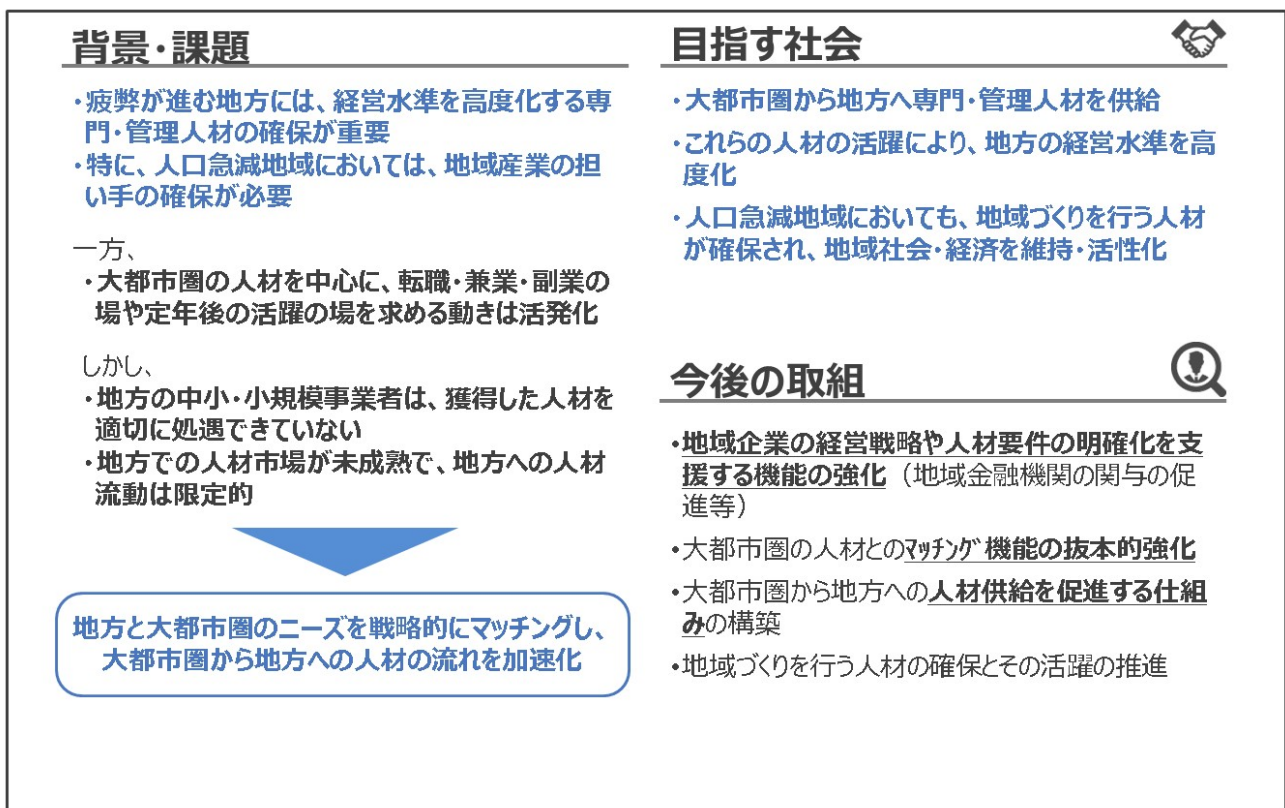 背景・課題
・疲弊が進む地方には、経営水準を高度化する専
門・管理人材の確保が重要
・特に、人口急減地域においては、地域産業の担
い手の確保が必要
一方、
・大都市圏の人材を中心に、転職・兼業・副業の
場や定年後の活躍の場を求める動きは活発化
しかし、
・地方の中小・小規模事業者は、獲得した人材を
適切に処遇できていない
・地方での人材市場が未成熟で、地方への人材
流動は限定的
地方と大都市圏のニーズを戦略的にマッチングし、
大都市圏から地方への人材の流れを加速化
目指す社会
・大都市圏から地方へ専門・管理人材を供給
・これらの人材の活躍により、地方の経営水準を高
度化
・人口急減地域においても、地域づくりを行う人材
が確保され、地域社会・経済を維持・活性化
今後の取組
・地域企業の経営戦略や人材要件の明確化を支
援する機能の強化（地域金融機関の関与の促
進等）
・大都市圏の人材とのﾏｯﾁﾝｸﾞ機能の抜本的強化
・大都市圏から地方への人材供給を促進する仕組
みの構築
・地域づくりを行う人材の確保とその活躍の推進